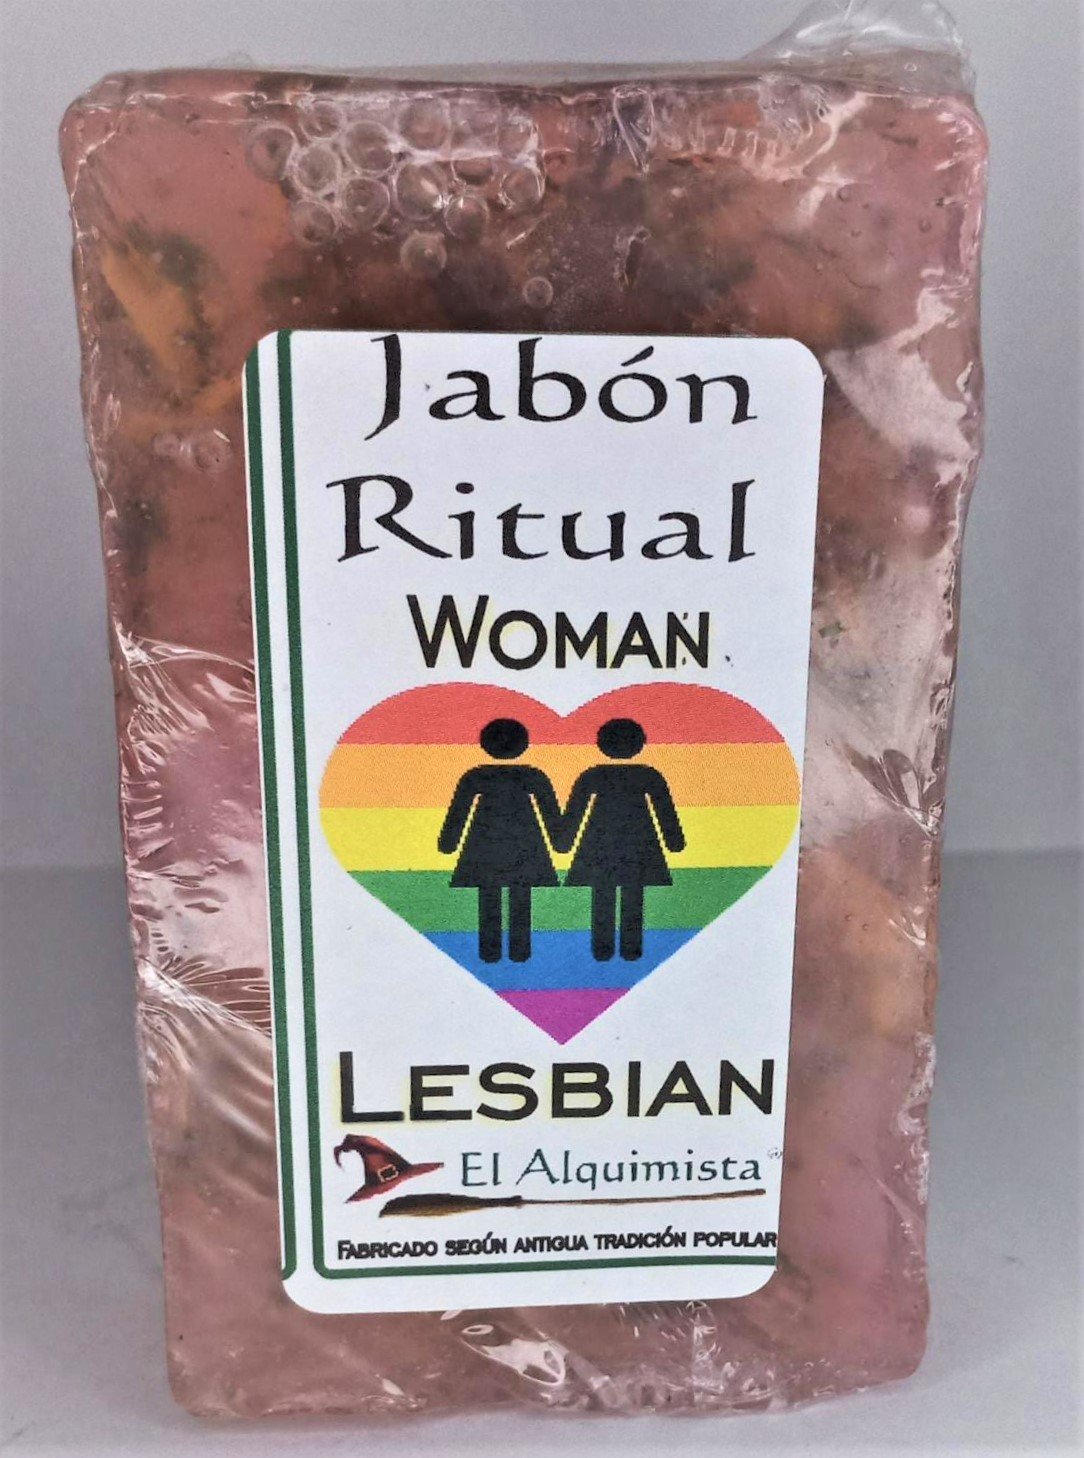 Jabón
Ritual
WOMAN
LESBIAN
El Alquimista
FABRICADO SEGÚN ANTIGUA TRADICIÓN POPULAR